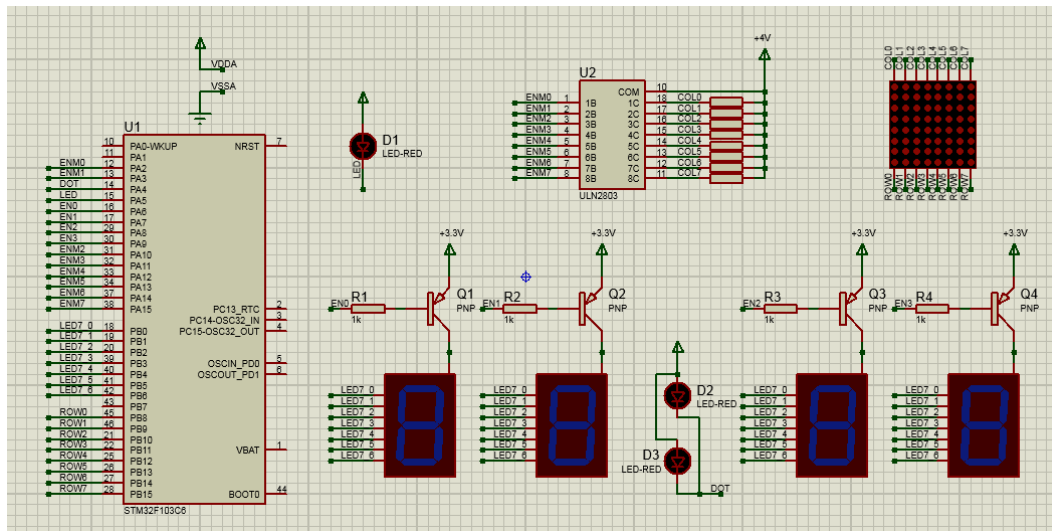 VDDA
VSSA
U1
10 PA0-WKUP
11 PA1
ENM0 12 PA2
ENM1 13 PA3
DOT 14 PA4
LED 15 PA5
EN0 16 PA6
EN1 17 PA7
EN2 29 PA8
EN3 30 PA9
ENM2 31 PA10
ENM3 32 PA11
ENM4 33 PA12
ENM5 34 PA13
ENM6 37 PA14
ENM7 38 PA15
LED7_0 18 PB0
LED7_1 19 PB1
LED7_2 20 PB2
LED7_3 39 PB3
LED7_4 40 PB4
LED7_5 41 PB5
LED7_6 42 PB6
43 PB7
ROW0 45 PB8
ROW1 46 PB9
ROW2 21 PB10
ROW3 22 PB11
ROW4 25 PB12
ROW5 26 PB13
ROW6 27 PB14
ROW7 28 PB15
NRST 7
PC13_RTC 2
PC14-OSC32_IN 3
PC15-OSC32_OUT 4
OSCIN_PD0 5
OSCOUT_PD1 6
VBAT 1
BOOT0 44
STM32F103C6
D1
LED-RED
LED
+4V
U2
COM 10
ENM0 1 1B 1C 18 COL0
ENM1 2 2B 2C 17 COL1
ENM2 3 3B 3C 16 COL2
ENM3 4 4B 4C 15 COL3
ENM4 5 5B 5C 14 COL4
ENM5 6 6B 6C 13 COL5
ENM6 7 7B 7C 12 COL6
ENM7 8 8B 8C 11 COL7
ULN2803
COL0 COL1 COL2 COL3 COL4 COL5 COL6 COL7
ROW0 ROW1 ROW2 ROW3 ROW4 ROW5 ROW6 ROW7
+3.3V
EN0
R1
1k
Q1
PNP
+3.3V
EN1
R2
1k
Q2
PNP
+3.3V
EN2
R3
1k
Q3
PNP
+3.3V
EN3
R4
1k
Q4
PNP
LED7_0
LED7_1
LED7_2
LED7_3
LED7_4
LED7_5
LED7_6
LED7_0
LED7_1
LED7_2
LED7_3
LED7_4
LED7_5
LED7_6
D2
LED-RED
D3
LED-RED
DOT
LED7_0
LED7_1
LED7_2
LED7_3
LED7_4
LED7_5
LED7_6
LED7_0
LED7_1
LED7_2
LED7_3
LED7_4
LED7_5
LED7_6